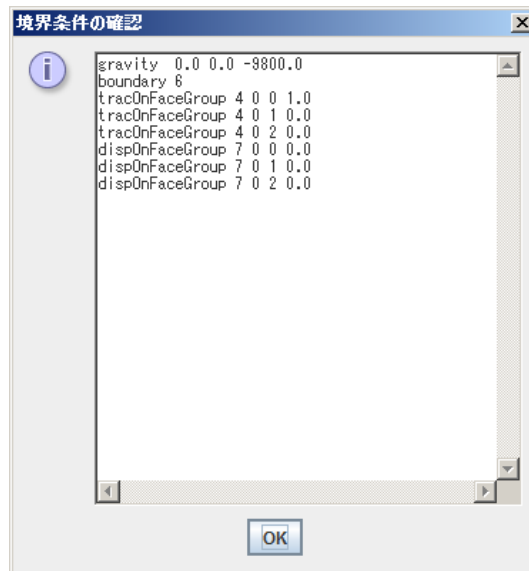 境界条件の確認
gravity  0.0 0.0 -9800.0
boundary 6
tracOnFaceGroup 4 0 0 1.0
tracOnFaceGroup 4 0 1 0.0
tracOnFaceGroup 4 0 2 0.0
dispOnFaceGroup 7 0 0 0.0
dispOnFaceGroup 7 0 1 0.0
dispOnFaceGroup 7 0 2 0.0
OK